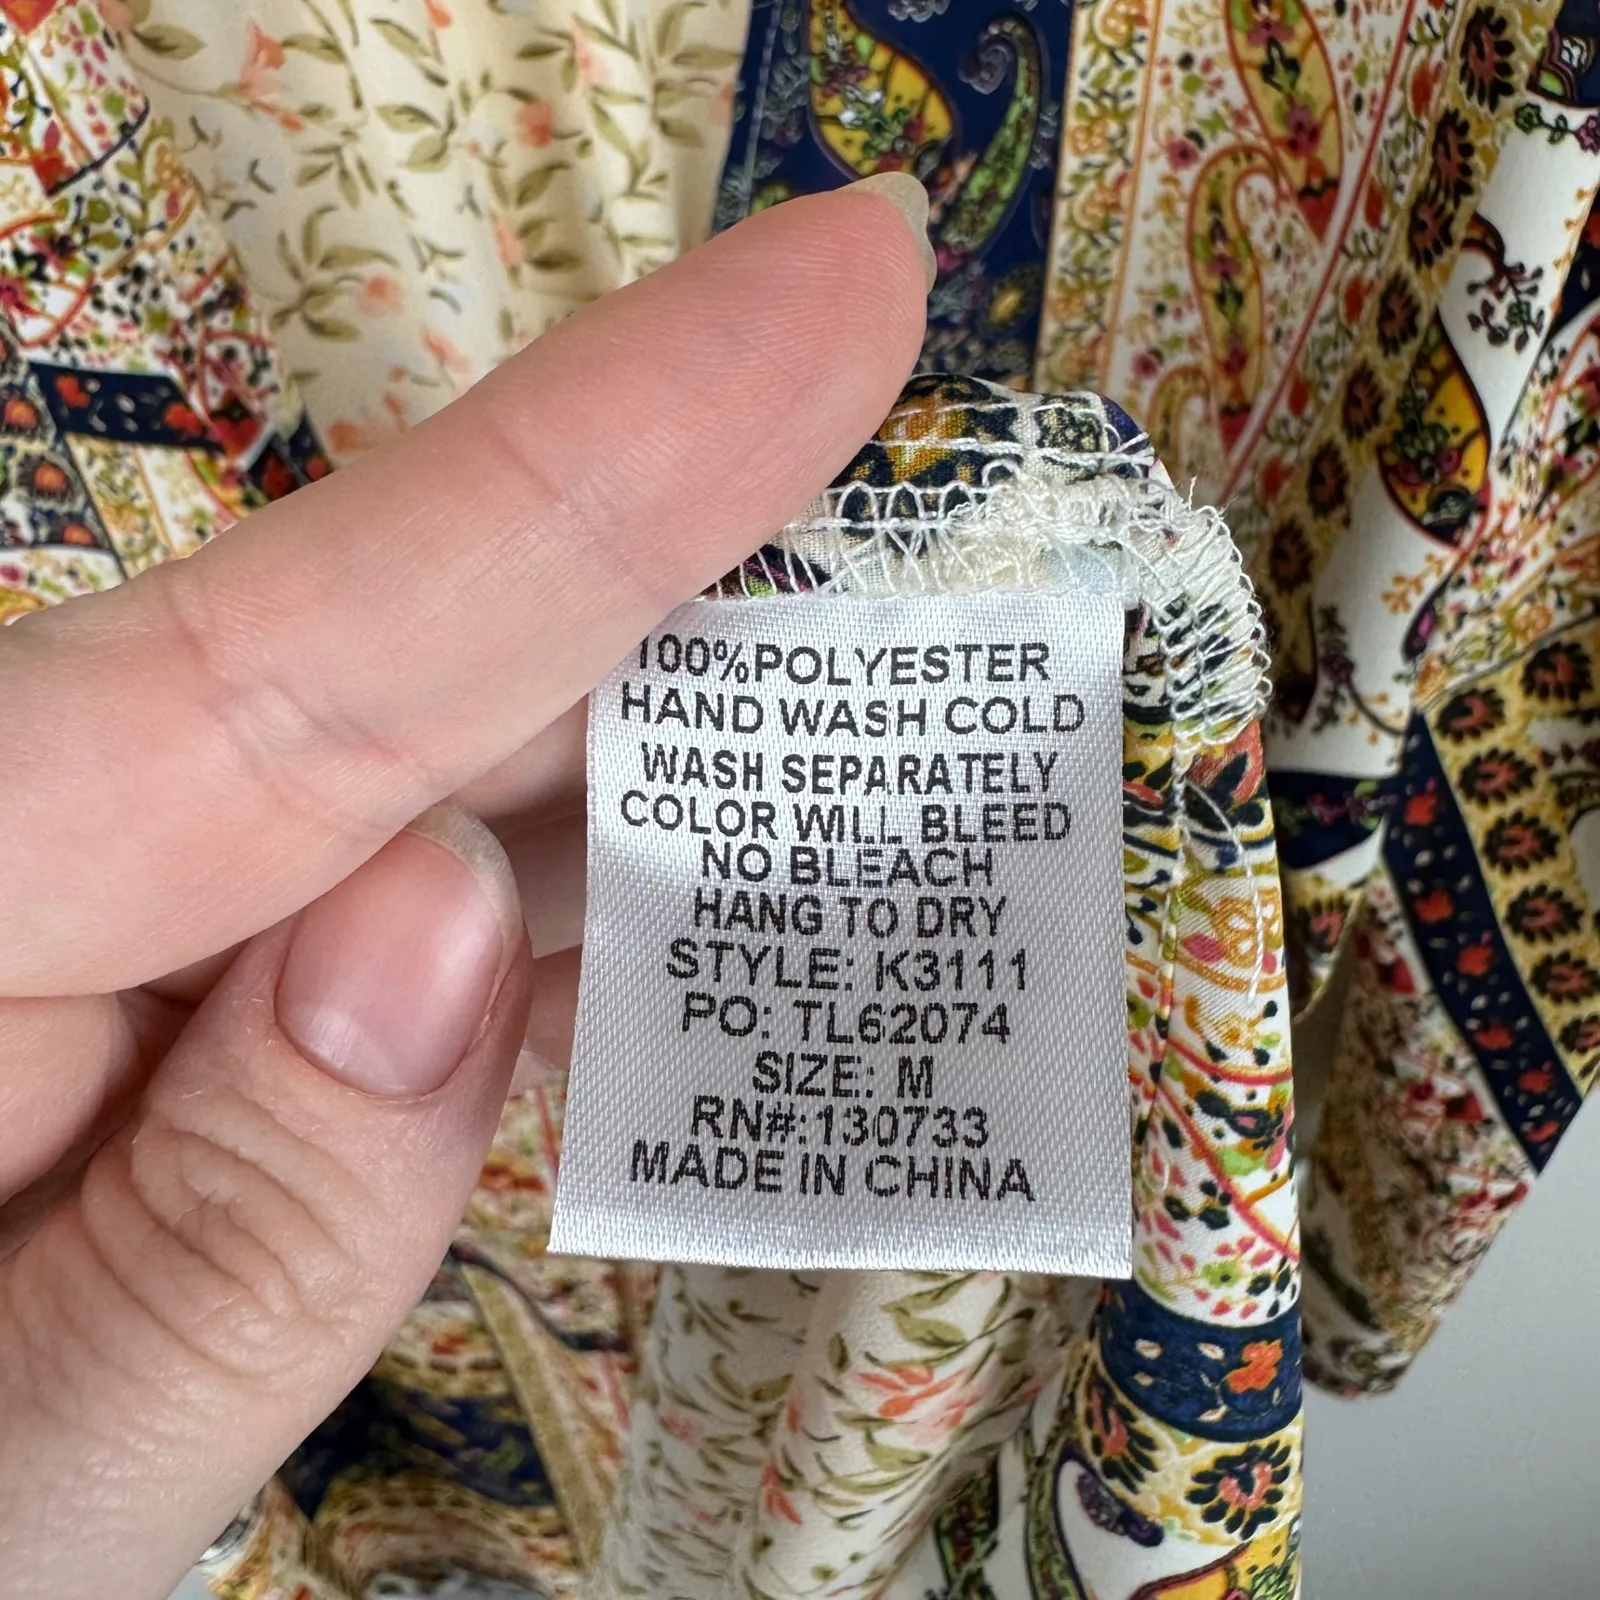 100%POLYESTER
HAND WASH COLD
WASH SEPARATELY
COLOR WILL BLEED
NO BLEACH
HANG TO DRY
STYLE: K3111
PO: TL62074
SIZE: M
RN#:130733
MADE IN CHINA